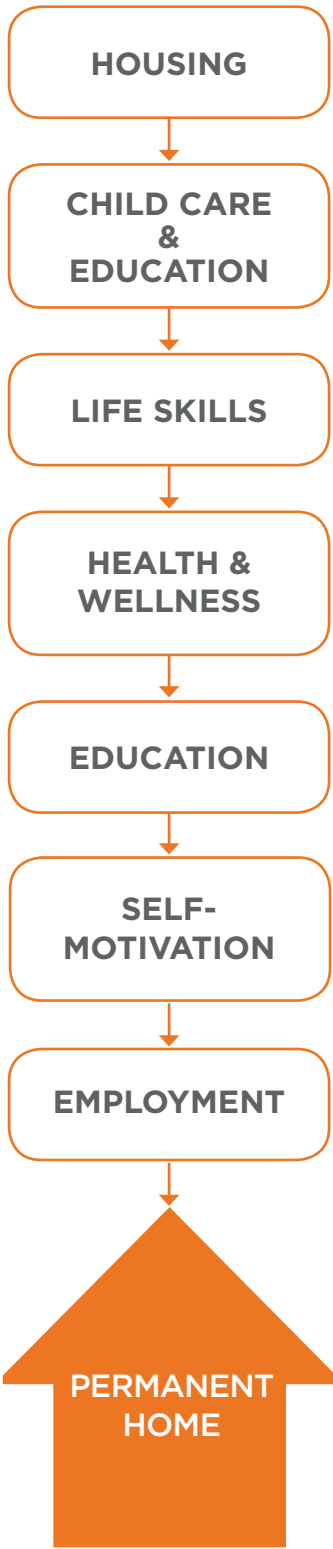 HOUSING
CHILD CARE
&
EDUCATION
LIFE SKILLS
HEALTH &
WELLNESS
EDUCATION
SELF-
MOTIVATION
EMPLOYMENT
PERMANENT
HOME